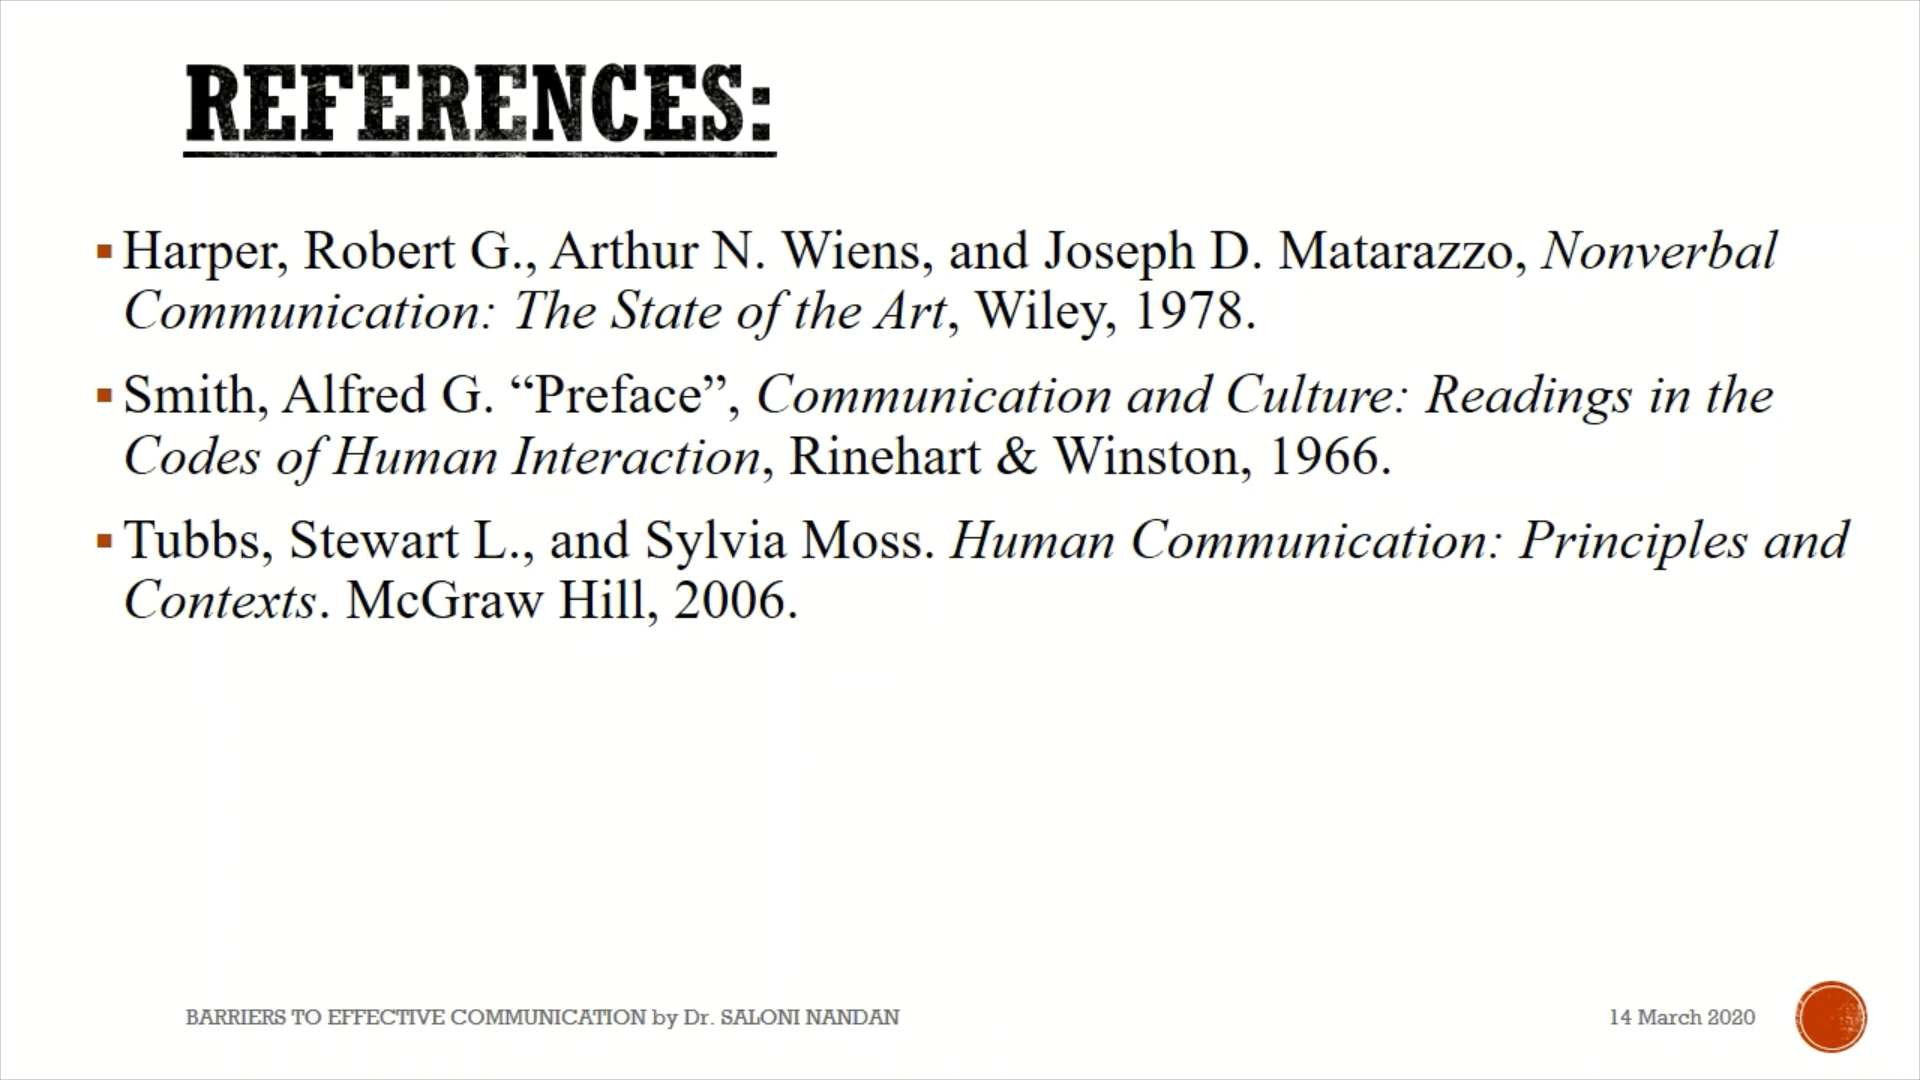 REFERENCES:
▪Harper, Robert G., Arthur N. Wiens, and Joseph D. Matarazzo, Nonverbal
Communication: The State of the Art, Wiley, 1978.
▪Smith, Alfred G. “Preface”, Communication and Culture: Readings in the
Codes of Human Interaction, Rinehart & Winston, 1966.
▪Tubbs, Stewart L., and Sylvia Moss. Human Communication: Principles and
Contexts. McGraw Hill, 2006.
BARRIERS TO EFFECTIVE COMMUNICATION by Dr. SALONI NANDAN
14 March 2020